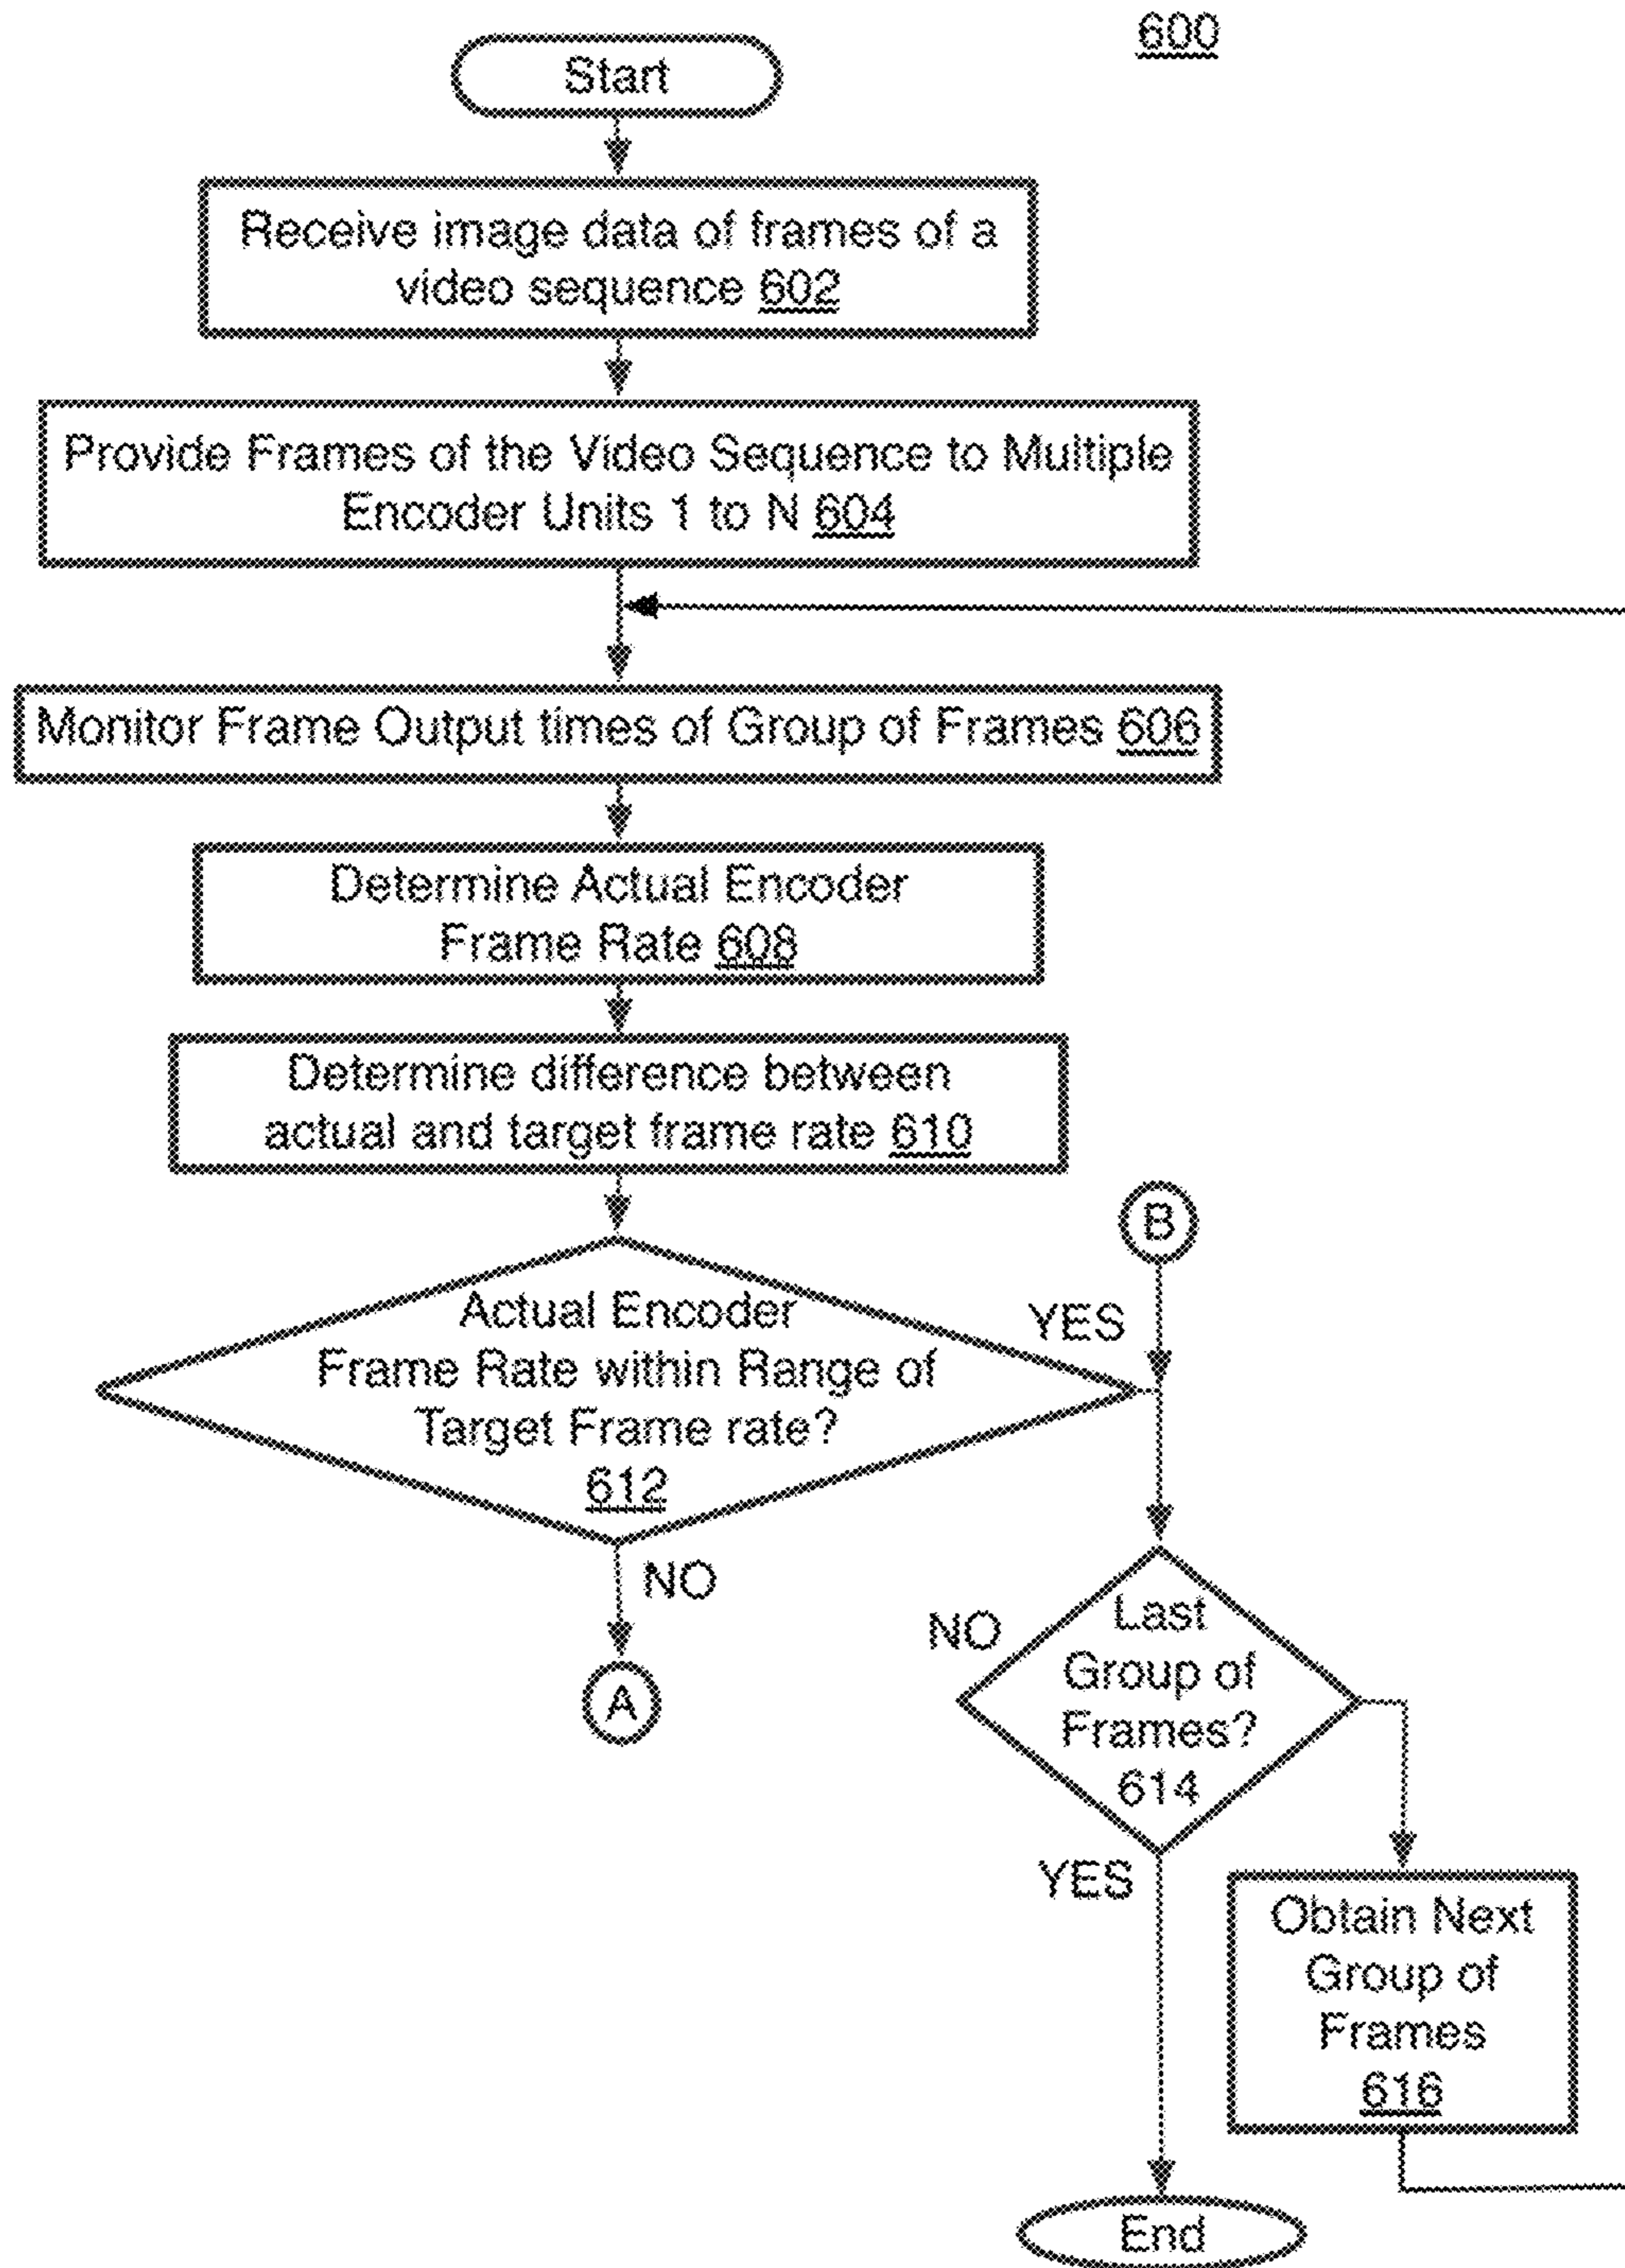 600
Start
Receive image data of frames of a
video sequence 602
Provide Frames of the Video Sequence to Multiple
Encoder Units 1 to N 604
Monitor Frame Output times of Group of Frames 606
Determine Actual Encoder
Frame Rate 608
Determine difference between
actual and target frame rate 610
B
YES
Actual Encoder
Frame Rate within Range of
Target Frame rate?
612
NO
A
NO
Last
Group of
Frames?
614
YES
Obtain Next
Group of
Frames
616
End